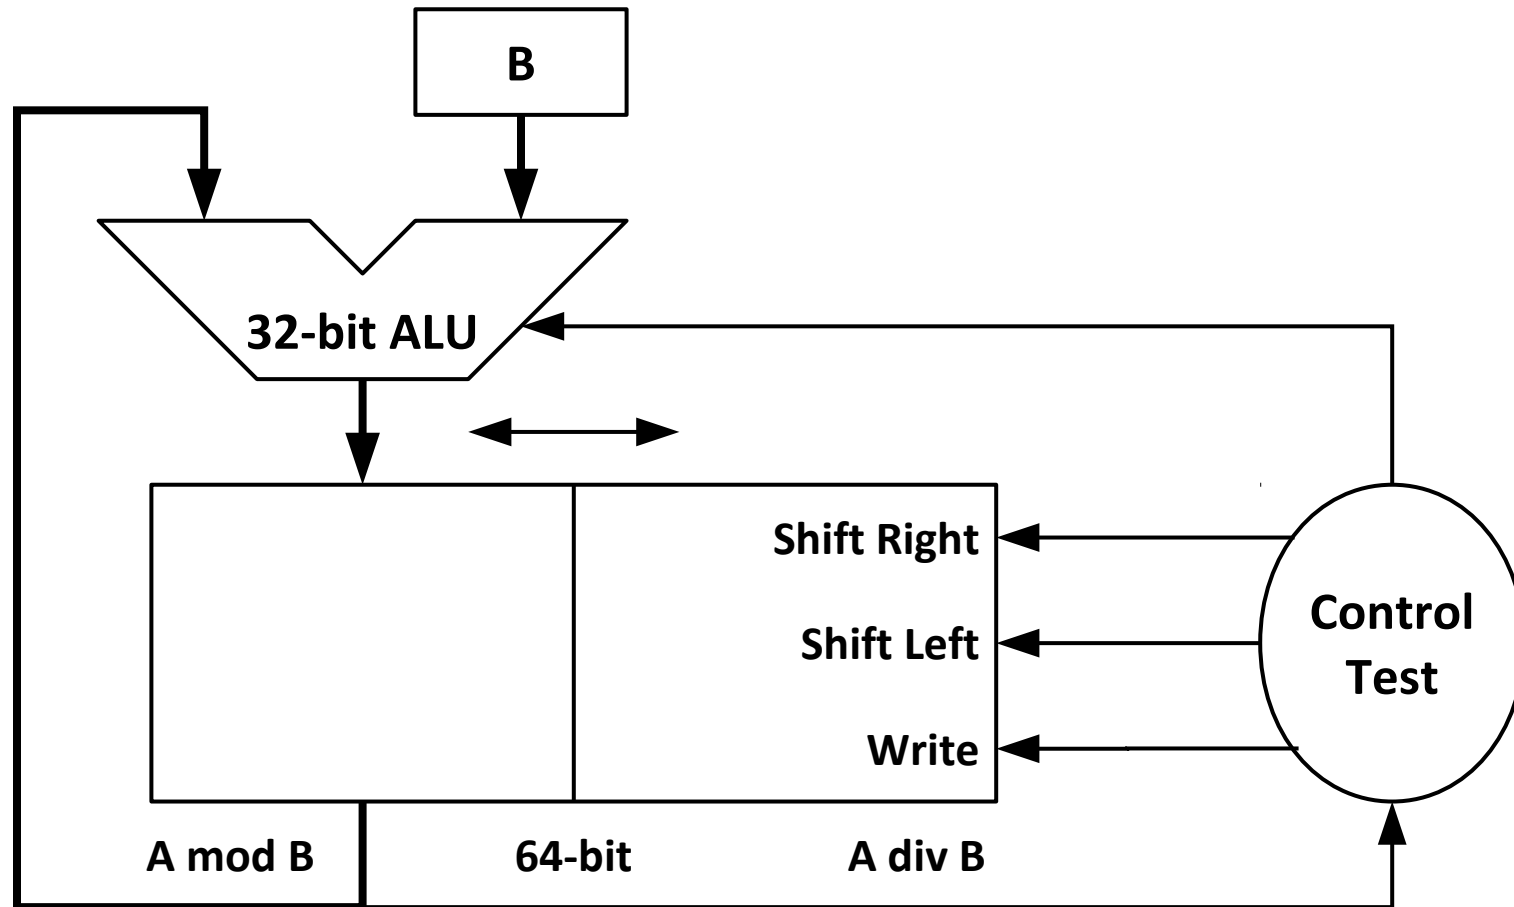 B
32-bit ALU
Shift Right
Shift Left
Write
Control
Test
A mod B
64-bit
A div B